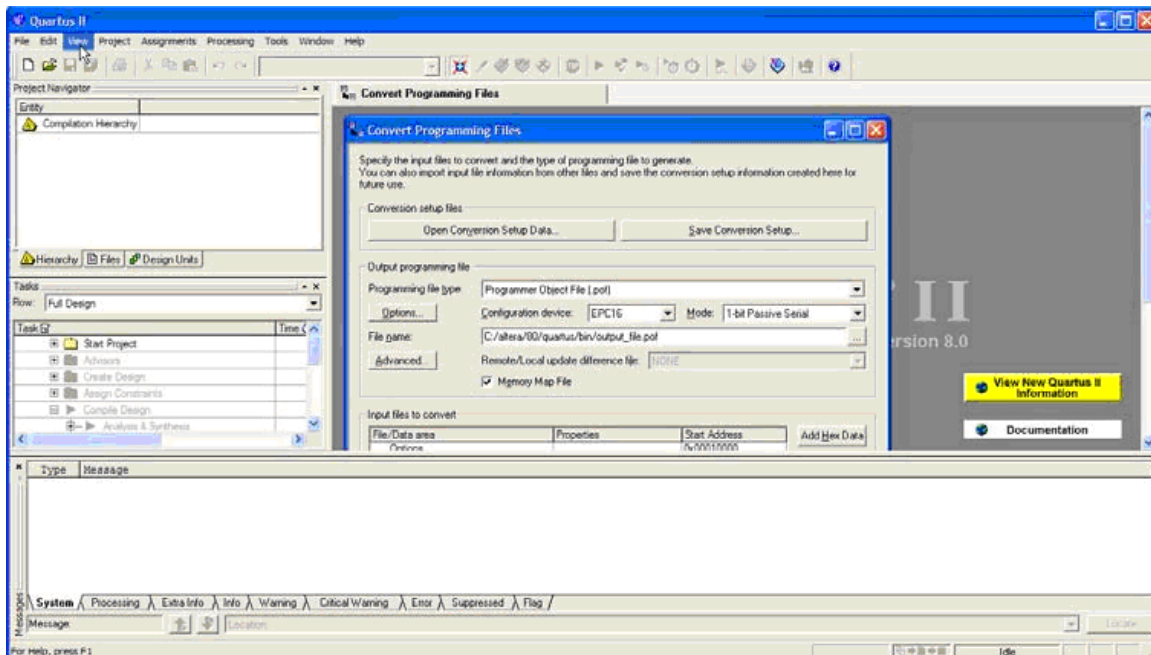 Quartus II
File Edit View Project Assignments Processing Tools Window Help
Project Navigator
Entity
Compilation Hierarchy
Hierarchy Files Design Units
Tasks
Flow: Full Design
Task Time (
Start Project
Advisors
Create Design
Assign Constraints
Compile Design
Analysis & Synthesis
Convert Programming Files
Convert Programming Files
Specify the input files to convert and the type of programming file to generate.
You can also import input file information from other files and save the conversion setup information created here for
future use.
Conversion setup files
Open Conversion Setup Data... Save Conversion Setup...
Output programming file
Programming file type: Programmer Object File (.pof)
Options... Configuration device: EPC16 Mode: 1-bit Passive Serial
File name: C:/altera/80/quartus/bin/output_file.pof ...
Advanced... Remote/Local update difference file: NONE
Memory Map File
Input files to convert
File/Data area Properties Start Address Add Hex Data
Options 0x00010000
II
ersion 8.0
View New Quartus II
Information
Documentation
Type Message
Messages
System Processing Extra Info Info Warning Critical Warning Error Suppressed Flag
Message: Location: Locate
For Help, press F1 Idle